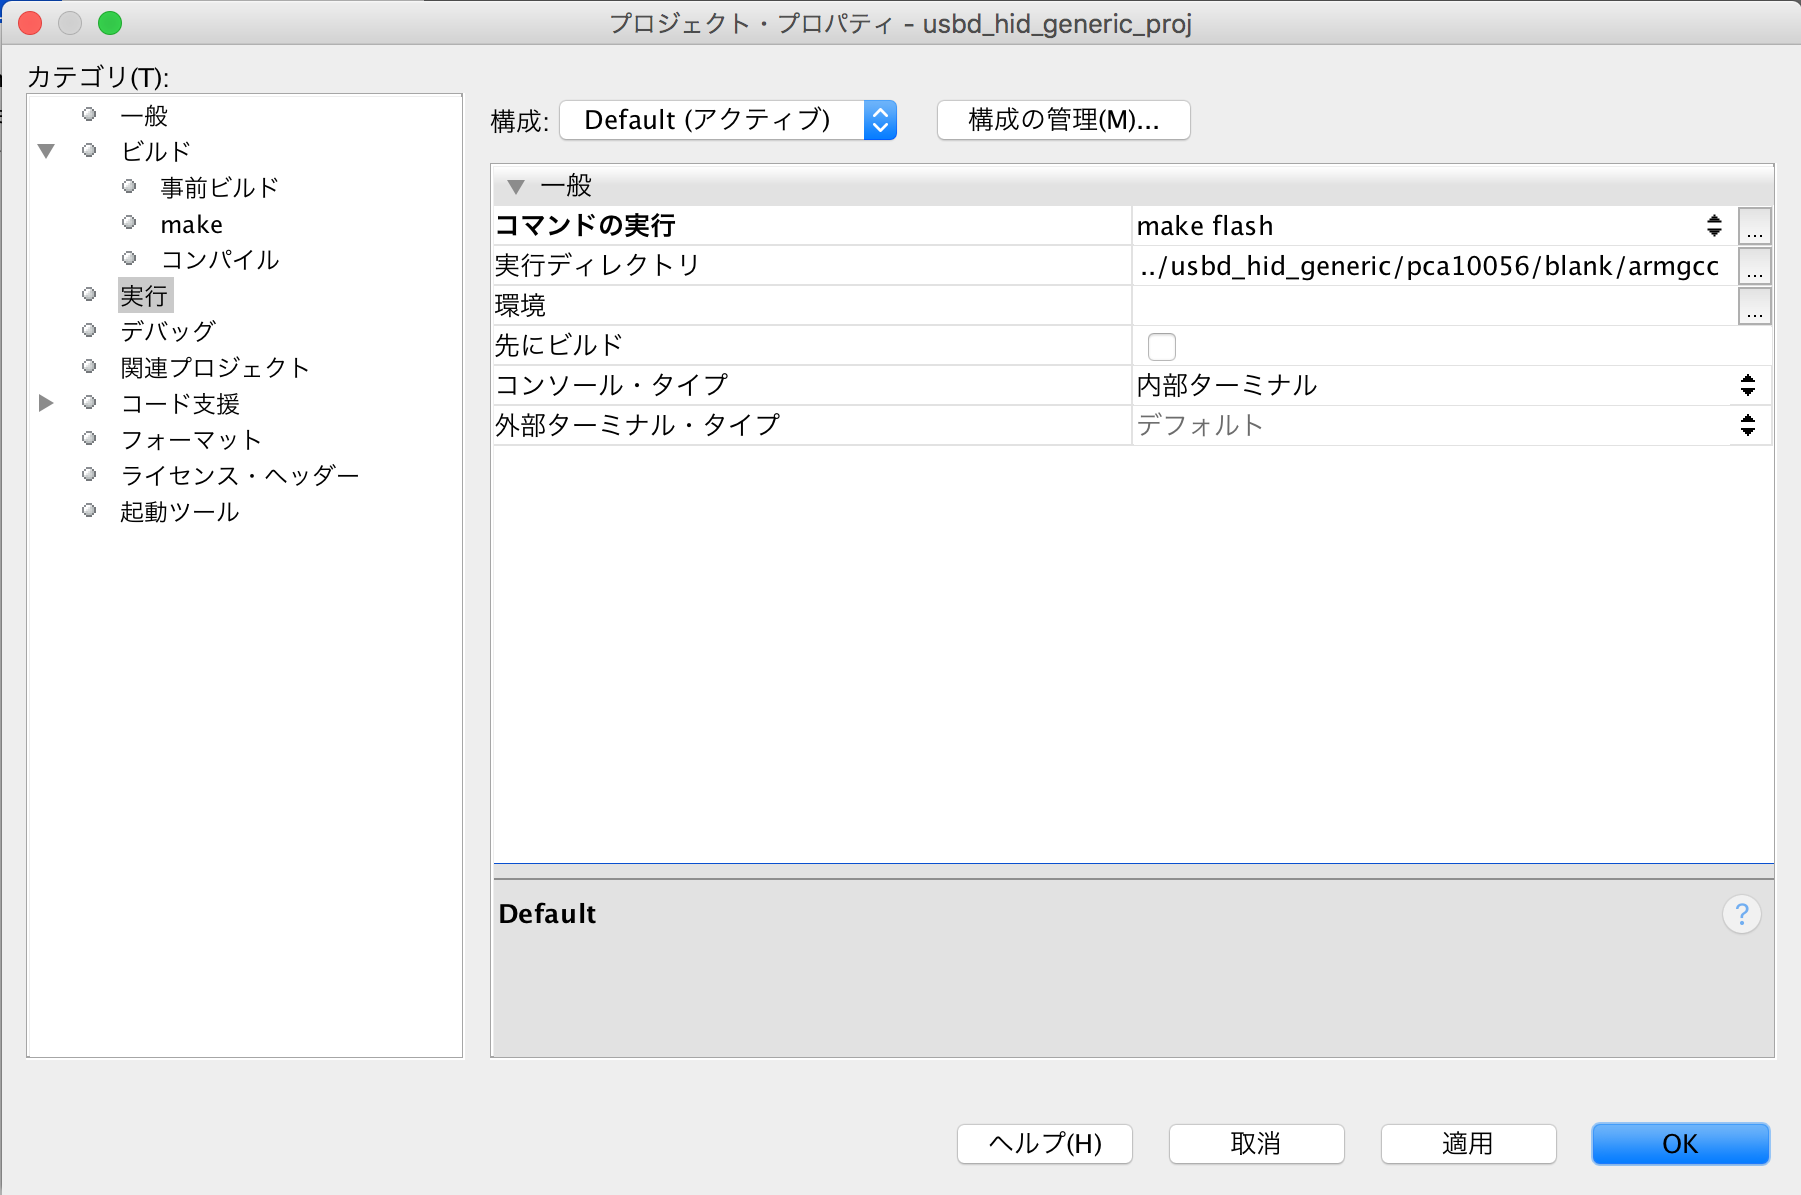 プロジェクト・プロパティ - usbd_hid_generic_proj
カテゴリ(T):
一般
ビルド
事前ビルド
make
コンパイル
実行
デバッグ
関連プロジェクト
コード支援
フォーマット
ライセンス・ヘッダー
起動ツール
構成: Default (アクティブ) 構成の管理(M)...
一般
コマンドの実行 make flash ...
実行ディレクトリ ../usbd_hid_generic/pca10056/blank/armgcc ...
環境 ...
先にビルド
コンソール・タイプ 内部ターミナル
外部ターミナル・タイプ デフォルト
Default ?
ヘルプ(H) 取消 適用 OK